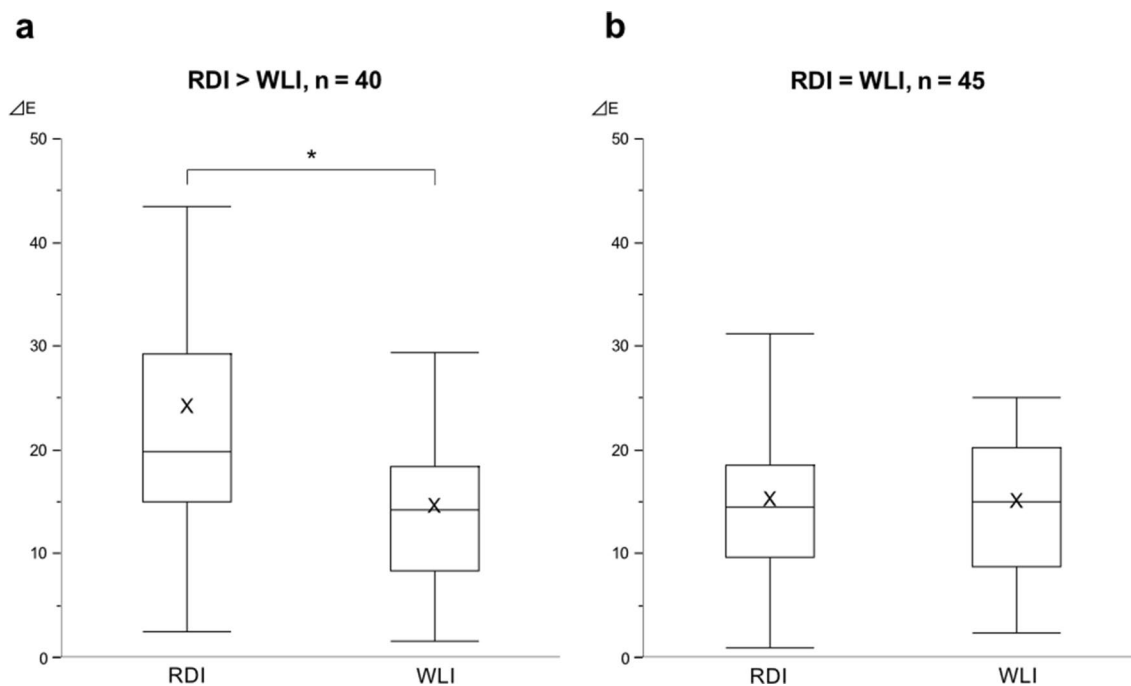 a
RDI > WLI, n = 40
⊿E
50
40
30
20
10
0
*
X
X
RDI
WLI
b
RDI = WLI, n = 45
⊿E
50
40
30
20
10
0
X
X
RDI
WLI